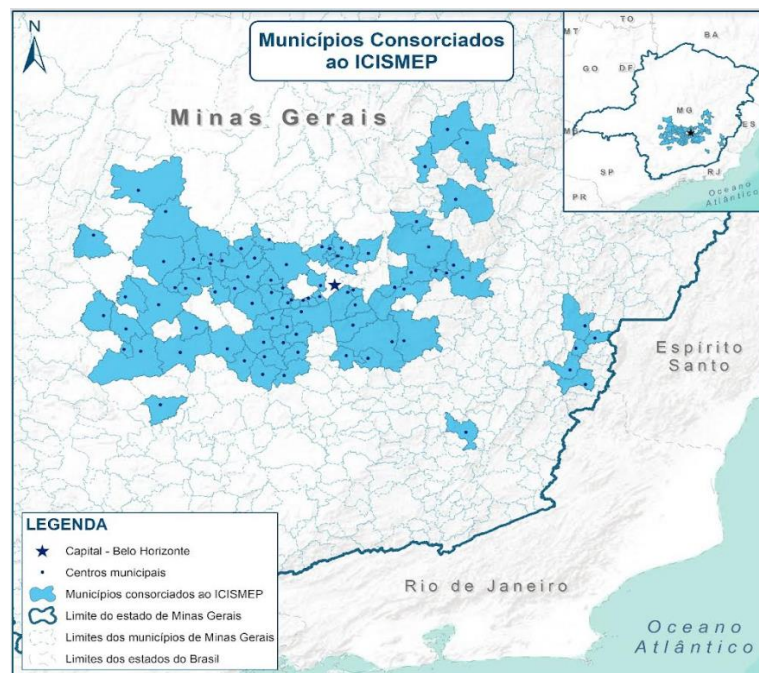 N
Municípios Consorciados
ao ICISMEP
Minas Gerais
TO
MT
BA
GO
DF
MG
ES
MS
SP
RJ
PR
Oceano
Atlântico
Espírito
Santo
Rio de Janeiro
Oceano
Atlântico
LEGENDA
Capital - Belo Horizonte
Centros municipais
Municípios consorciados ao ICISMEP
Limite do estado de Minas Gerais
Limites dos municípios de Minas Gerais
Limites dos estados do Brasil